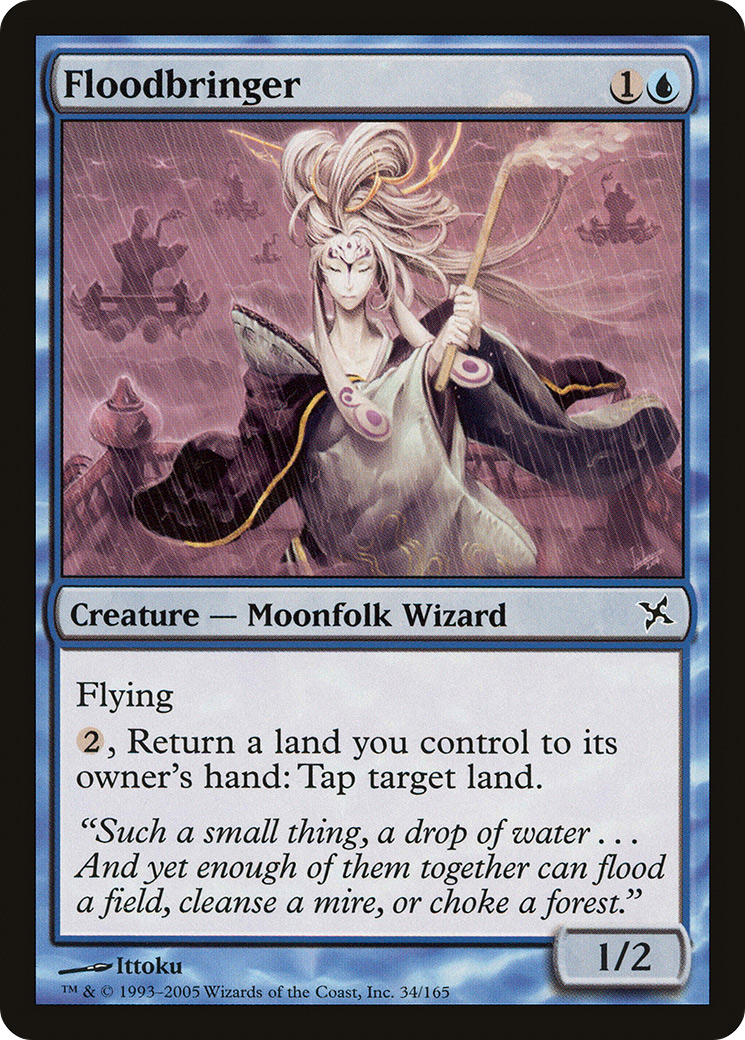 Floodbringer 1
Creature — Moonfolk Wizard
Flying
2, Return a land you control to its
owner's hand: Tap target land.
“Such a small thing, a drop of water . . .
And yet enough of them together can flood
a field, cleanse a mire, or choke a forest.”
1/2
Ittoku
™ & © 1993–2005 Wizards of the Coast, Inc. 34/165